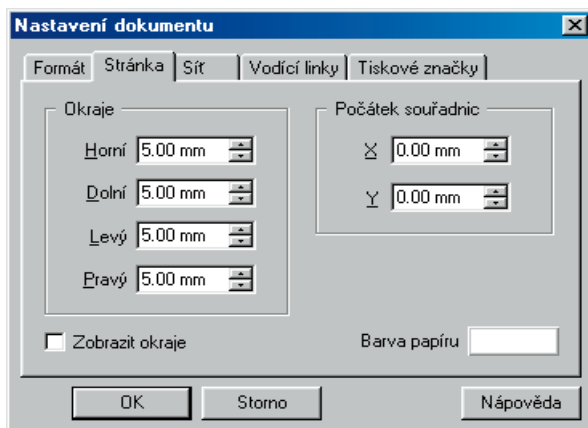 Nastavení dokumentu
Formát Stránka Síť Vodící linky Tiskové značky
Okraje Počátek souřadnic
Horní 5.00 mm X 0.00 mm
Dolní 5.00 mm Y 0.00 mm
Levý 5.00 mm
Pravý 5.00 mm
Zobrazit okraje Barva papíru
OK Storno Nápověda